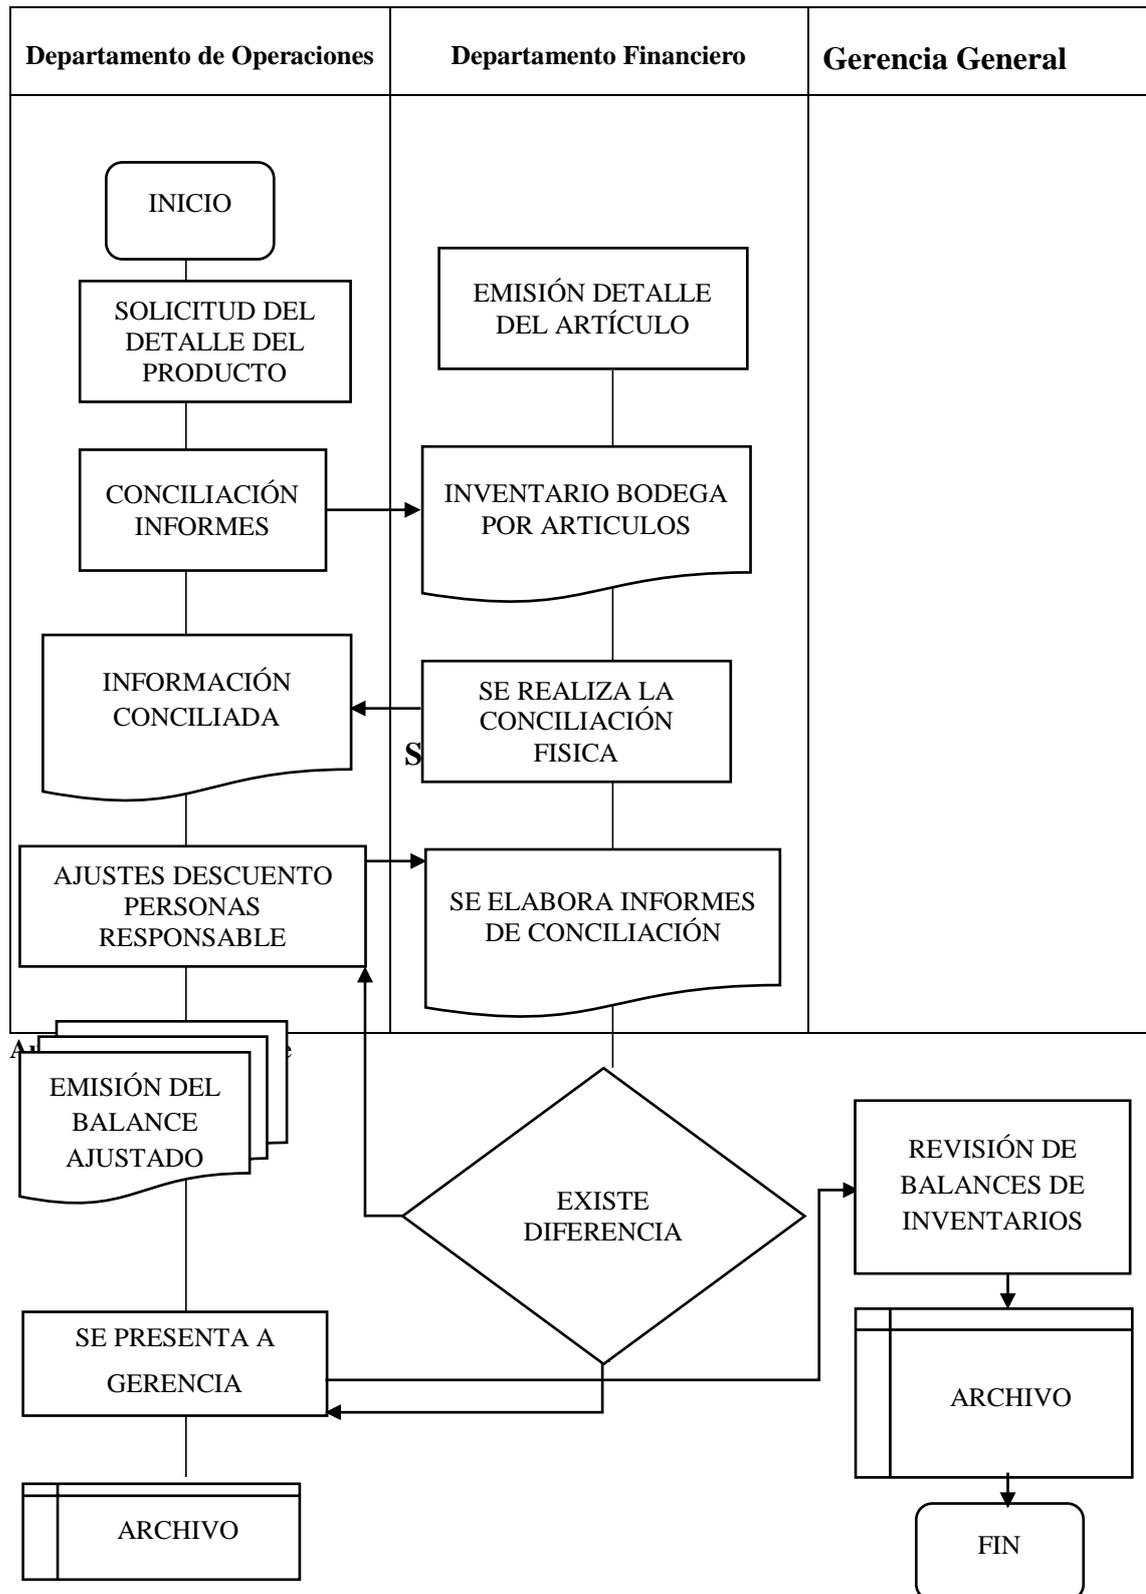 Departamento de Operaciones
Departamento Financiero
Gerencia General
INICIO
SOLICITUD DEL
DETALLE DEL
PRODUCTO
EMISIÓN DETALLE
DEL ARTÍCULO
CONCILIACIÓN
INFORMES
INVENTARIO BODEGA
POR ARTICULOS
INFORMACIÓN
CONCILIADA
SE REALIZA LA
CONCILIACIÓN
FISICA
S
AJUSTES DESCUENTO
PERSONAS
RESPONSABLE
SE ELABORA INFORMES
DE CONCILIACIÓN
EMISIÓN DEL
BALANCE
AJUSTADO
EXISTE
DIFERENCIA
REVISIÓN DE
BALANCES DE
INVENTARIOS
SE PRESENTA A
GERENCIA
ARCHIVO
ARCHIVO
FIN